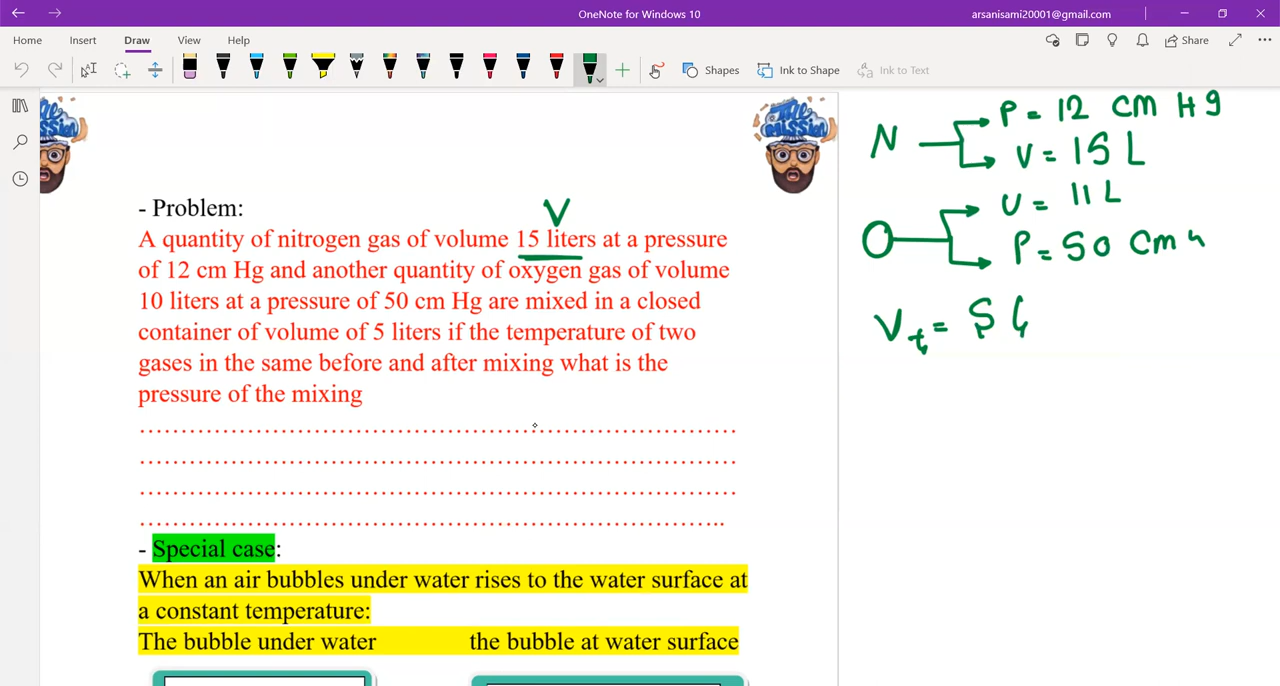 OneNote for Windows 10
arsanisami20001@gmail.com
Home Insert Draw View Help
Share
Shapes
Ink to Shape
Ink to Text
The
Mission
- Problem:
V
A quantity of nitrogen gas of volume 15 liters at a pressure
of 12 cm Hg and another quantity of oxygen gas of volume
10 liters at a pressure of 50 cm Hg are mixed in a closed
container of volume of 5 liters if the temperature of two
gases in the same before and after mixing what is the
pressure of the mixing
- Special case:
When an air bubbles under water rises to the water surface at
a constant temperature:
The bubble under water the bubble at water surface
N
P = 12 cm Hg
V = 15 L
O
V = 11 L
P = 50 cm
Vt = 5 L